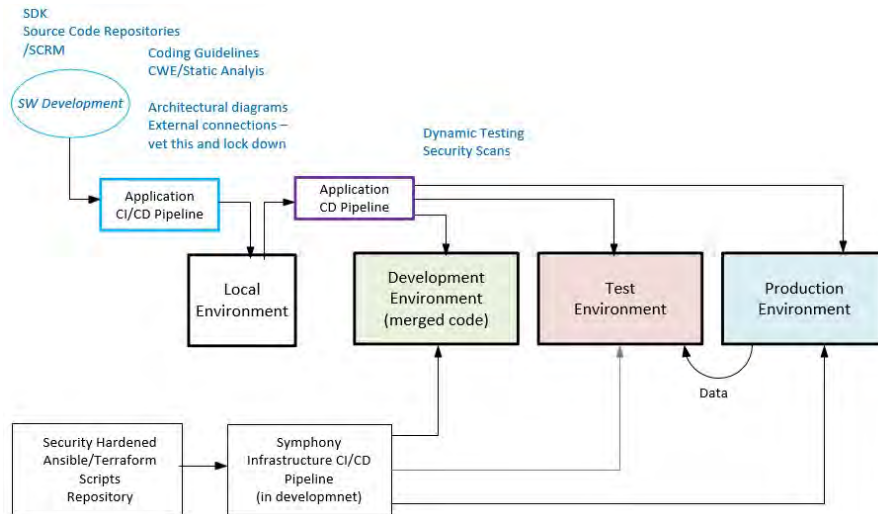 SDK
Source Code Repositories
/SCRM
Coding Guidelines
CWE/Static Analyis
SW Development
Architectural diagrams
External connections –
vet this and lock down
Dynamic Testing
Security Scans
Application
CI/CD Pipeline
Application
CD Pipeline
Local
Environment
Development
Environment
(merged code)
Test
Environment
Production
Environment
Data
Security Hardened
Ansible/Terraform
Scripts
Repository
Symphony
Infrastructure CI/CD
Pipeline
(in developmnet)